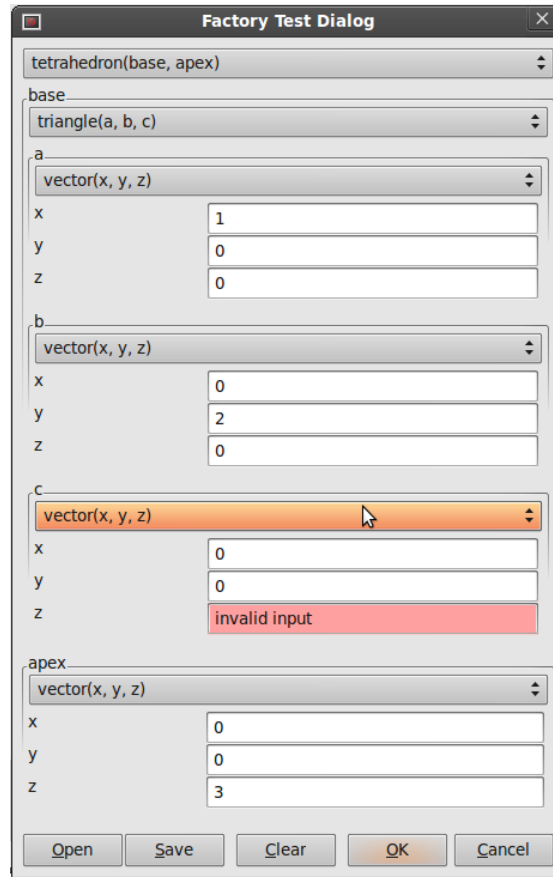 Factory Test Dialog
tetrahedron(base, apex)
base
triangle(a, b, c)
a
vector(x, y, z)
x 1
y 0
z 0
b
vector(x, y, z)
x 0
y 2
z 0
c
vector(x, y, z)
x 0
y 0
z invalid input
apex
vector(x, y, z)
x 0
y 0
z 3
Open Save Clear OK Cancel